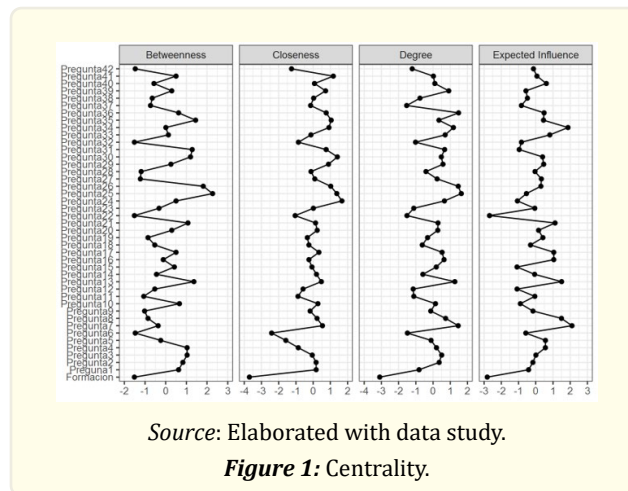 Betweenness Closeness Degree Expected Influence
Pregunta42
Pregunta41
Pregunta40
Pregunta39
Pregunta38
Pregunta37
Pregunta36
Pregunta35
Pregunta34
Pregunta33
Pregunta32
Pregunta31
Pregunta30
Pregunta29
Pregunta28
Pregunta27
Pregunta26
Pregunta25
Pregunta24
Pregunta23
Pregunta22
Pregunta21
Pregunta20
Pregunta19
Pregunta18
Pregunta17
Pregunta16
Pregunta15
Pregunta14
Pregunta13
Pregunta12
Pregunta11
Pregunta10
Pregunta9
Pregunta8
Pregunta7
Pregunta6
Pregunta5
Pregunta4
Pregunta3
Pregunta2
Preguna1
Formacion
-2 -1 0 1 2 3 -4 -3 -2 -1 0 1 2 -3 -2 -1 0 1 2 -3 -2 -1 0 1 2 3
Source: Elaborated with data study.
Figure 1: Centrality.